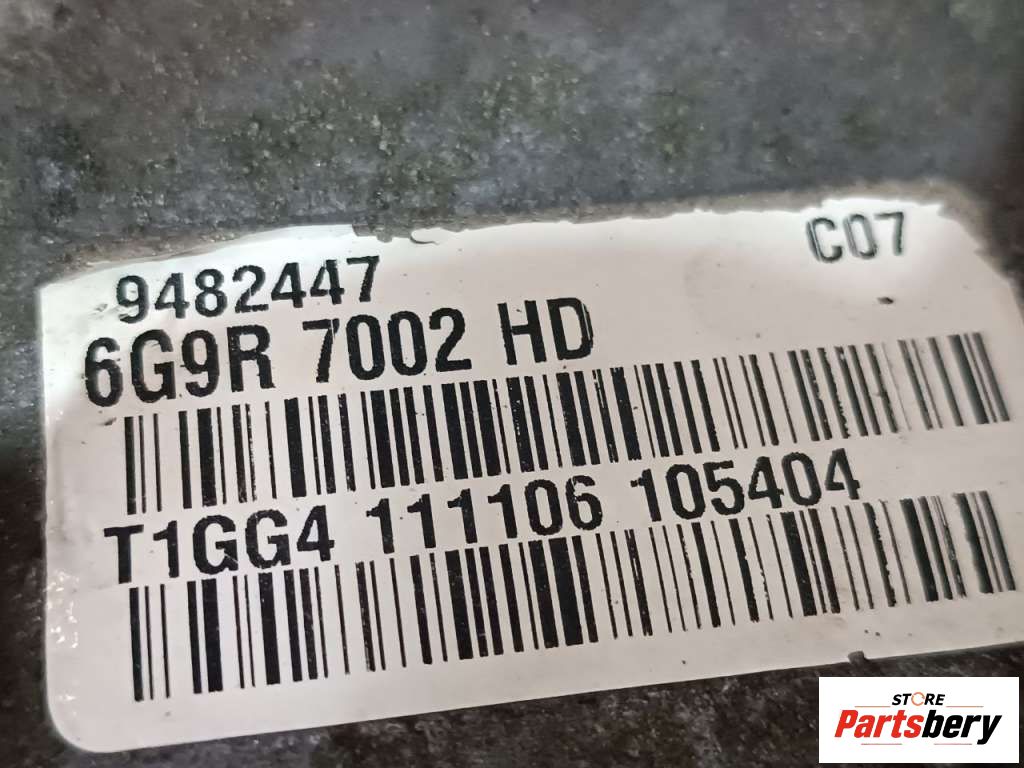 C07
9482447
6G9R 7002 HD
T1GG4 111106 105404
STORE
Partsbery